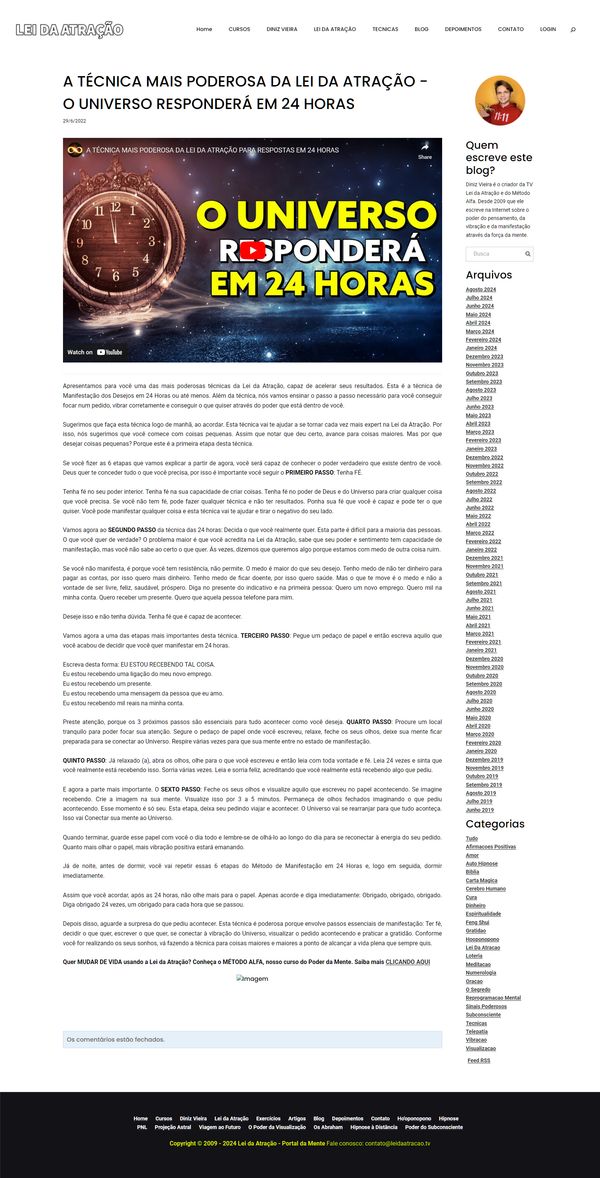 LEI DA ATRAÇÃO
Home CURSOS DINIZ VIEIRA LEI DA ATRAÇÃO TECNICAS BLOG DEPOIMENTOS CONTATO LOGIN
A TÉCNICA MAIS PODEROSA DA LEI DA ATRAÇÃO -
O UNIVERSO RESPONDERÁ EM 24 HORAS
29/6/2022
A TÉCNICA MAIS PODEROSA DA LEI DA ATRAÇÃO PARA RESPOSTAS EM 24 HORAS
Share
O UNIVERSO
RESPONDERÁ
EM 24 HORAS
Watch on YouTube
Apresentamos para você uma das mais poderosas técnicas da Lei da Atração, capaz de acelerar seus resultados. Esta é a técnica de
Manifestação dos Desejos em 24 Horas ou até menos. Além da técnica, nós vamos ensinar o passo a passo necessário para você conseguir
focar num pedido, vibrar corretamente e conseguir o que quiser através do poder que está dentro de você.
Sugerimos que faça esta técnica logo de manhã, ao acordar. Esta técnica vai te ajudar a se tornar cada vez mais expert na Lei da Atração. Por
isso, nós sugerimos que você comece com coisas pequenas. Assim que notar que deu certo, avance para coisas maiores. Mas por que
desejar coisas pequenas? Porque este é a primeira etapa desta técnica.
Se você fizer as 6 etapas que vamos explicar a partir de agora, você será capaz de conhecer o poder verdadeiro que existe dentro de você.
Deus quer te conceder tudo o que você precisa, por isso é importante você seguir o PRIMEIRO PASSO: Tenha FÉ.
Tenha fé no seu poder interior. Tenha fé na sua capacidade de criar coisas. Tenha fé no poder de Deus e do Universo para criar qualquer coisa
que você precisa. Se você não tem fé, pode fazer qualquer técnica e não ter resultados. Ponha sua fé que você é capaz e pode ter o que
quiser. Você pode manifestar qualquer coisa e esta técnica vai te ajudar e tirar o negativo do seu lado.
Vamos agora ao SEGUNDO PASSO da técnica das 24 horas: Decida o que você realmente quer. Esta parte é difícil para a maioria das pessoas.
O que você quer de verdade? O problema maior é que você acredita na Lei da Atração, sabe que seu poder e sentimento tem capacidade de
manifestação, mas você não sabe ao certo o que quer. Às vezes, dizemos que queremos algo porque estamos com medo de outra coisa ruim.
Se você não manifesta, é porque você tem resistência, não permite. O medo é maior do que seu desejo. Tenho medo de não ter dinheiro para
pagar as contas, por isso quero mais dinheiro. Tenho medo de ficar doente, por isso quero saúde. Mas o que te move é o medo e não a
vontade de ser livre, feliz, saudável, próspero. Diga no presente do indicativo e na primeira pessoa: Quero um novo emprego. Quero mil na
minha conta. Quero receber um presente. Quero que aquela pessoa telefone para mim.
Deseje isso e não tenha dúvida. Tenha fé que é capaz de acontecer.
Vamos agora a uma das etapas mais importantes desta técnica. TERCEIRO PASSO: Pegue um pedaço de papel e então escreva aquilo que
você acabou de decidir que você quer manifestar em 24 horas.
Escreva desta forma: EU ESTOU RECEBENDO TAL COISA.
Eu estou recebendo uma ligação do meu novo emprego.
Eu estou recebendo um presente.
Eu estou recebendo uma mensagem da pessoa que eu amo.
Eu estou recebendo mil reais na minha conta.
Preste atenção, porque os 3 próximos passos são essenciais para tudo acontecer como você deseja. QUARTO PASSO: Procure um local
tranquilo para poder focar sua atenção. Segure o pedaço de papel onde você escreveu, relaxe, feche os seus olhos, deixe sua mente ficar
preparada para se conectar ao Universo. Respire várias vezes para que sua mente entre no estado de manifestação.
QUINTO PASSO: Já relaxado (a), abra os olhos, olhe para o que você escreveu e então leia com toda vontade e fé. Leia 24 vezes e sinta que
você realmente está recebendo isso. Sorria várias vezes. Leia e sorria feliz, acreditando que você realmente está recebendo algo que pediu.
E agora a parte mais importante. O SEXTO PASSO: Feche os seus olhos e visualize aquilo que escreveu no papel acontecendo. Se imagine
recebendo. Crie a imagem na sua mente. Visualize isso por 3 a 5 minutos. Permaneça de olhos fechados imaginando o que pediu
acontecendo. Esse momento é só seu. Esta etapa, deixa seu pedindo viajar e acontecer. O Universo vai se rearranjar para que tudo aconteça.
Isso vai Conectar sua mente ao Universo.
Quando terminar, guarde esse papel com você o dia todo e lembre-se de olhá-lo ao longo do dia para se reconectar à energia do seu pedido.
Quanto mais olhar o papel, mais vibração positiva estará emanando.
Já de noite, antes de dormir, você vai repetir essas 6 etapas do Método de Manifestação em 24 Horas e, logo em seguida, dormir
imediatamente.
Assim que você acordar, após as 24 horas, não olhe mais para o papel. Apenas acorde e diga imediatamente: Obrigado, obrigado, obrigado.
Diga obrigado 24 vezes, um obrigado para cada hora que se passou.
Depois disso, aguarde a surpresa do que pediu acontecer. Esta técnica é poderosa porque envolve passos essenciais de manifestação: Ter fé,
decidir o que quer, escrever o que quer, se conectar à vibração do Universo, visualizar o pedido acontecendo e praticar a gratidão. Conforme
você for realizando os seus sonhos, vá fazendo a técnica para coisas maiores e maiores a ponto de alcançar a vida plena que sempre quis.
Quer MUDAR DE VIDA usando a Lei da Atração? Conheça o MÉTODO ALFA, nosso curso do Poder da Mente. Saiba mais CLICANDO AQUI
Imagem
Os comentários estão fechados.
Quem
escreve este
blog?
Diniz Vieira é o criador da TV
Lei da Atração e do Método
Alfa. Desde 2009 que ele
escreve na Internet sobre o
poder do pensamento, da
vibração e da manifestação
através da força da mente.
Busca
Arquivos
Agosto 2024
Julho 2024
Junho 2024
Maio 2024
Abril 2024
Março 2024
Fevereiro 2024
Janeiro 2024
Dezembro 2023
Novembro 2023
Outubro 2023
Setembro 2023
Agosto 2023
Julho 2023
Junho 2023
Maio 2023
Abril 2023
Março 2023
Fevereiro 2023
Janeiro 2023
Dezembro 2022
Novembro 2022
Outubro 2022
Setembro 2022
Agosto 2022
Julho 2022
Junho 2022
Maio 2022
Abril 2022
Março 2022
Fevereiro 2022
Janeiro 2022
Dezembro 2021
Novembro 2021
Outubro 2021
Setembro 2021
Agosto 2021
Julho 2021
Junho 2021
Maio 2021
Abril 2021
Março 2021
Fevereiro 2021
Janeiro 2021
Dezembro 2020
Novembro 2020
Outubro 2020
Setembro 2020
Agosto 2020
Julho 2020
Junho 2020
Maio 2020
Abril 2020
Março 2020
Fevereiro 2020
Janeiro 2020
Dezembro 2019
Novembro 2019
Outubro 2019
Setembro 2019
Agosto 2019
Julho 2019
Junho 2019
Categorias
Tudo
Afirmacoes Positivas
Amor
Auto Hipnose
Biblia
Carta Magica
Cerebro Humano
Cura
Dinheiro
Espiritualidade
Feng Shui
Gratidao
Hooponopono
Lei Da Atracao
Loteria
Meditacao
Numerologia
Oracao
O Segredo
Reprogramacao Mental
Sinais Poderosos
Subconsciente
Tecnicas
Telepatia
Vibracao
Visualizacao
Feed RSS
Home Cursos Diniz Vieira Lei da Atração Exercícios Artigos Blog Depoimentos Contato Ho'oponopono Hipnose
PNL Projeção Astral Viagem ao Futuro O Poder da Visualização Os Abraham Hipnose à Distância Poder do Subconsciente
Copyright © 2009 - 2024 Lei da Atração - Portal da Mente Fale conosco: contato@leidaatracao.tv